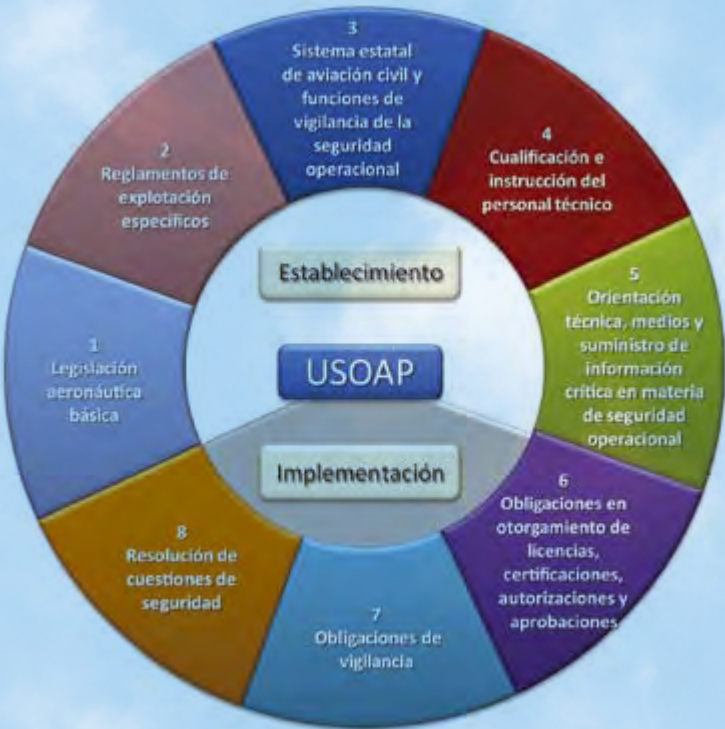 1
Legislación
aeronáutica
básica
2
Reglamentos de
explotación
específicos
3
Sistema estatal
de aviación civil y
funciones de
vigilancia de la
seguridad
operacional
4
Cualificación e
instrucción del
personal técnico
5
Orientación
técnica, medios y
suministro de
información
crítica en materia
de seguridad
operacional
6
Obligaciones en
otorgamiento de
licencias,
certificaciones,
autorizaciones y
aprobaciones
7
Obligaciones de
vigilancia
8
Resolución de
cuestiones de
seguridad
Establecimiento
USOAP
Implementación